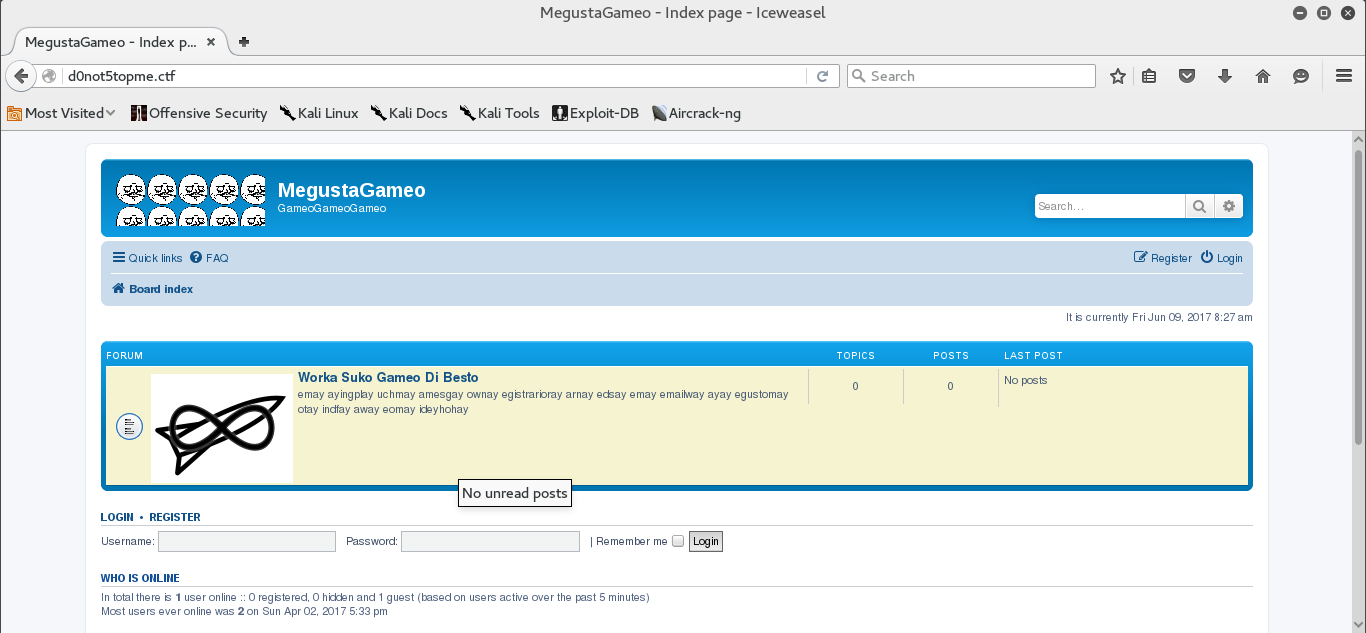 MegustaGameo - Index page - Iceweasel
MegustaGameo - Index p...
d0not5topme.ctf
Search
Most Visited
Offensive Security
Kali Linux
Kali Docs
Kali Tools
Exploit-DB
Aircrack-ng
MegustaGameo
GameoGameoGameo
Search…
Quick links
FAQ
Register
Login
Board index
It is currently Fri Jun 09, 2017 8:27 am
FORUM
TOPICS
POSTS
LAST POST
Worka Suko Gameo Di Besto
emay ayingplay uchmay amesgay ownay egistrarioray arnay edsay emay emailway ayay egustomay
otay indfay away eomay ideyhohay
0
0
No posts
No unread posts
LOGIN • REGISTER
Username:
Password:
| Remember me
Login
WHO IS ONLINE
In total there is 1 user online :: 0 registered, 0 hidden and 1 guest (based on users active over the past 5 minutes)
Most users ever online was 2 on Sun Apr 02, 2017 5:33 pm